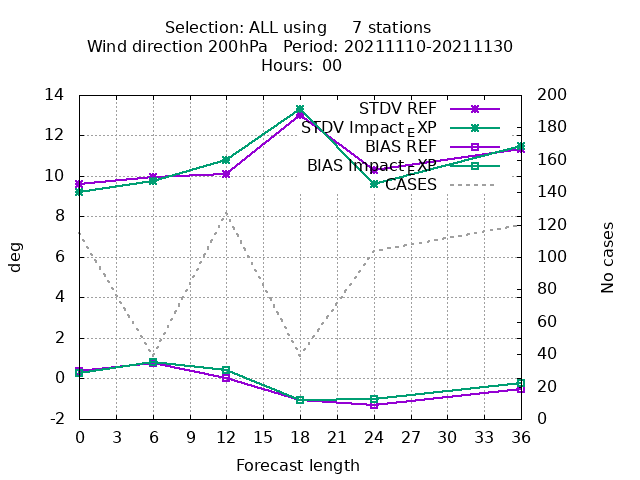 Selection: ALL using     7 stations
Wind direction 200hPa   Period: 20211110-20211130
Hours: 00
14 200
STDV REF
180
12 STDV Impact_EXP
BIAS REF 160
10 BIAS Impact_EXP
CASES 140
8 120
6 100
4 80
60
2 40
0 20
-2 0
deg
No cases
0 3 6 9 12 15 18 21 24 27 30 33 36
Forecast length